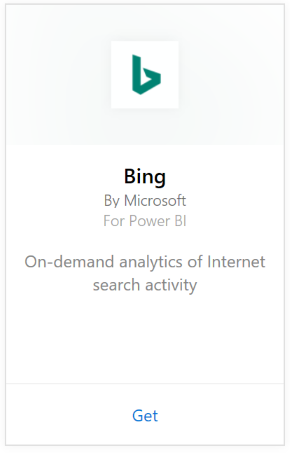 Bing
By Microsoft
For Power BI
On-demand analytics of Internet
search activity
Get